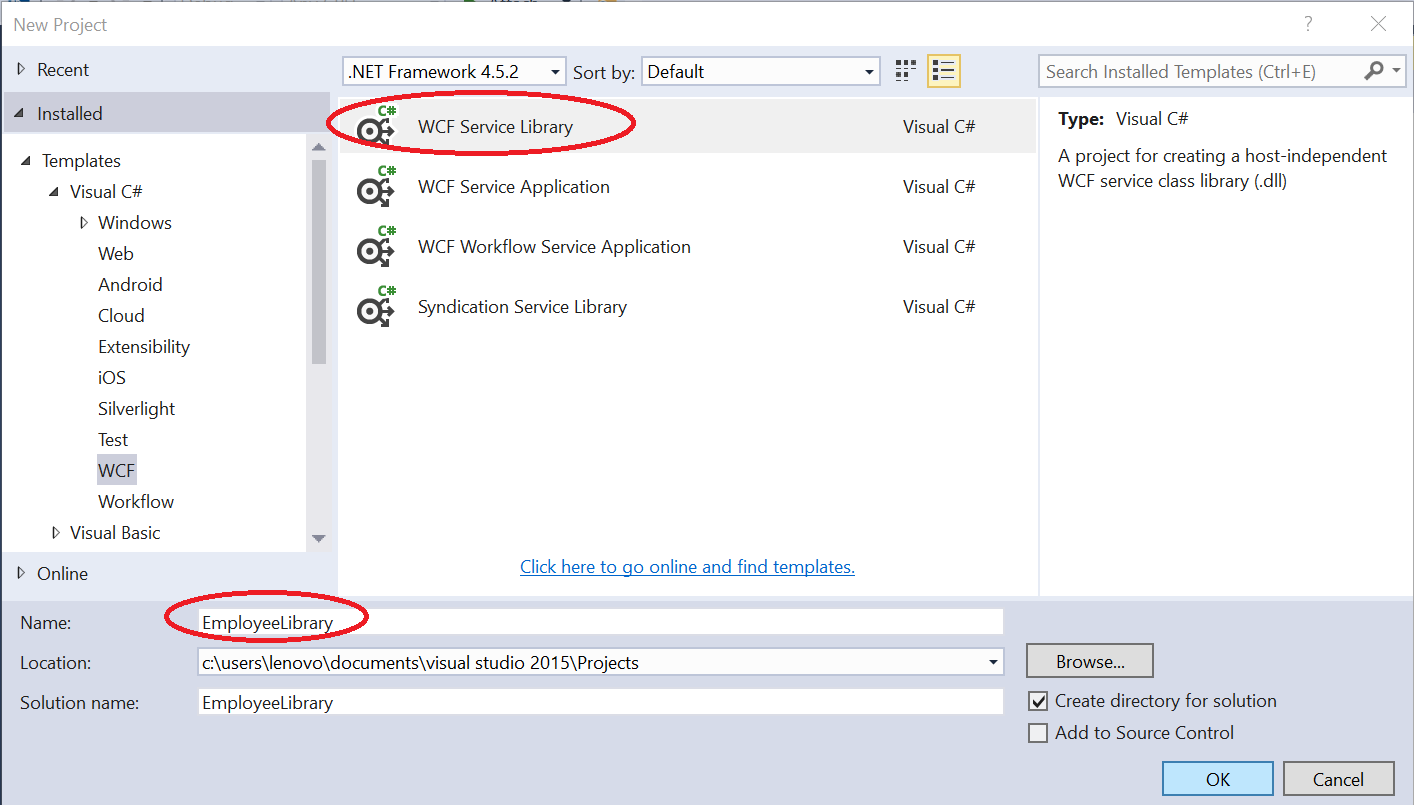 New Project
?
Recent
.NET Framework 4.5.2 Sort by: Default
Search Installed Templates (Ctrl+E)
Installed
Templates
Visual C#
Windows
Web
Android
Cloud
Extensibility
iOS
Silverlight
Test
WCF
Workflow
Visual Basic
Online
C#
WCF Service Library Visual C#
C#
WCF Service Application Visual C#
C#
WCF Workflow Service Application Visual C#
C#
Syndication Service Library Visual C#
Click here to go online and find templates.
Type: Visual C#
A project for creating a host-independent
WCF service class library (.dll)
Name: EmployeeLibrary
Location: c:\users\lenovo\documents\visual studio 2015\Projects
Browse...
Solution name: EmployeeLibrary
Create directory for solution
Add to Source Control
OK Cancel